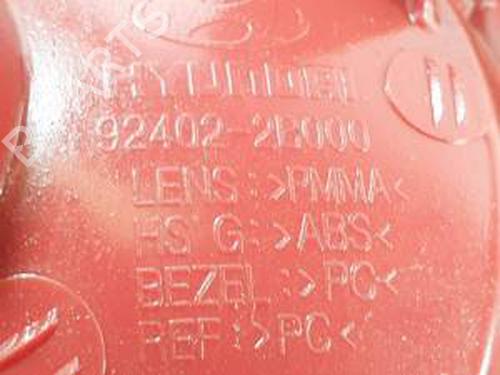 HYUNDAI
92402-2B000
LENS:>PMMA<
HSG:>ABS<
BEZEL:>PC<
REF:>PC<